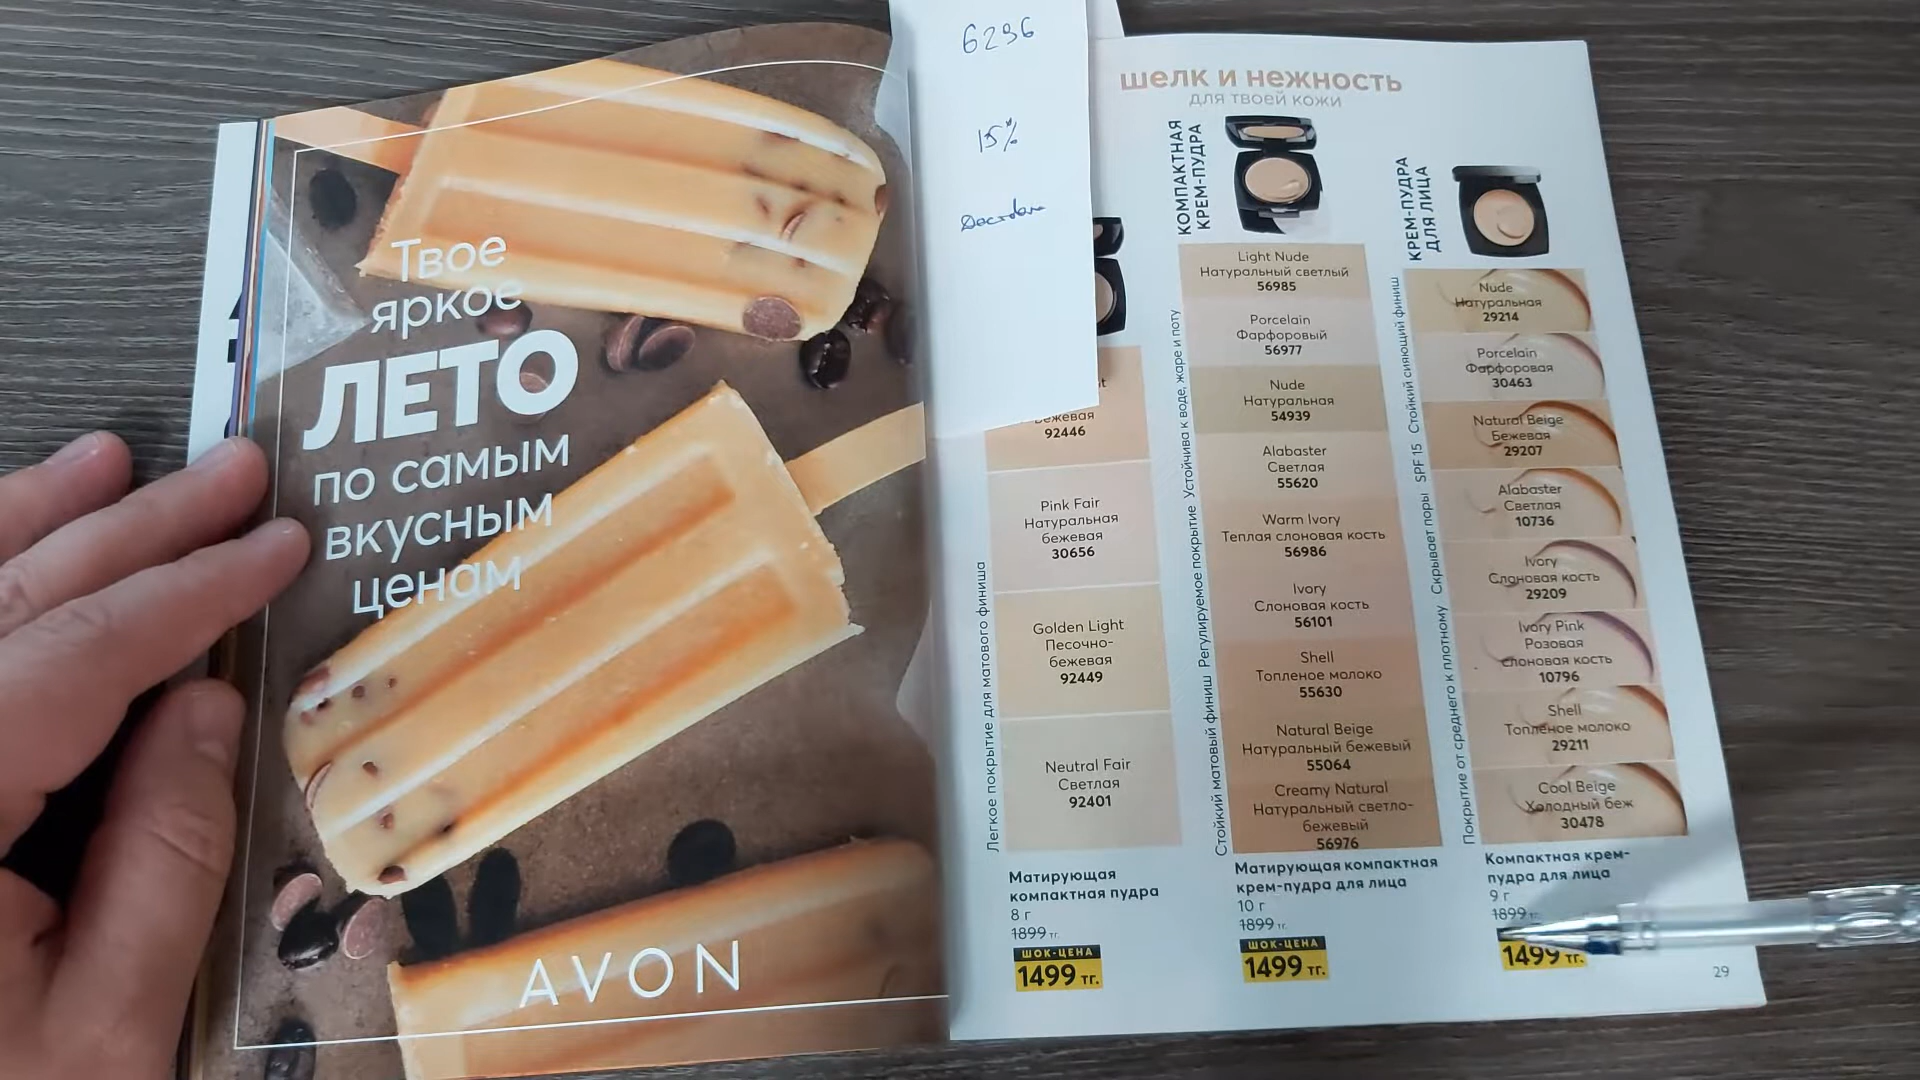 Твое
яркое
ЛЕТО
по самым
вкусным
ценам
AVON
6296
15%
шелк и нежность
для твоей кожи
Бежевая
92446
Pink Fair
Натуральная
бежевая
30656
Golden Light
Песочно-
бежевая
92449
Neutral Fair
Светлая
92401
Легкое покрытие для матового финиша
Матирующая
компактная пудра
8 г
1899 тг.
ШОК-ЦЕНА
1499 тг.
КОМПАКТНАЯ
КРЕМ-ПУДРА
Light Nude
Натуральный светлый
56985
Porcelain
Фарфоровый
56977
Nude
Натуральная
54939
Alabaster
Светлая
55620
Warm Ivory
Теплая слоновая кость
56986
Ivory
Слоновая кость
56101
Shell
Топленое молоко
55630
Natural Beige
Натуральный бежевый
55064
Creamy Natural
Натуральный светло-
бежевый
56976
Стойкий матовый финиш Регулируемое покрытие Устойчива к воде, жаре и поту
Матирующая компактная
крем-пудра для лица
10 г
1899 тг.
ШОК-ЦЕНА
1499 тг.
КРЕМ-ПУДРА
ДЛЯ ЛИЦА
Nude
Натуральная
29214
Porcelain
Фарфоровая
30463
Natural Beige
Бежевая
29207
Alabaster
Светлая
10736
Ivory
Слоновая кость
29209
Ivory Pink
Розовая
слоновая кость
10796
Shell
Топленое молоко
29211
Cool Beige
Холодный беж
30478
Покрытие от среднего к плотному Скрывает поры SPF 15 Стойкий сияющий финиш
Компактная крем-
пудра для лица
9 г
1899 тг.
1499 тг.
29